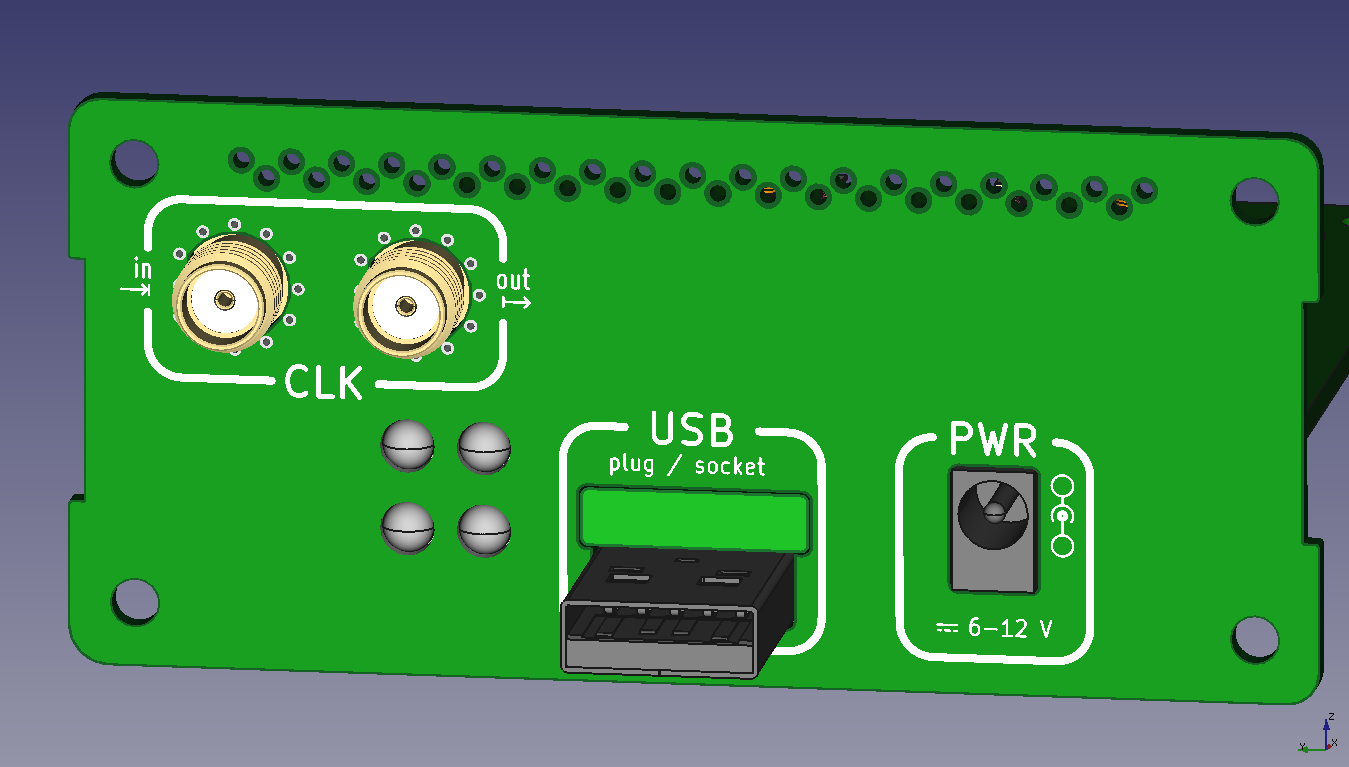 in
out
CLK
USB
plug / socket
PWR
⎓ 6–12 V
Z
Y
X